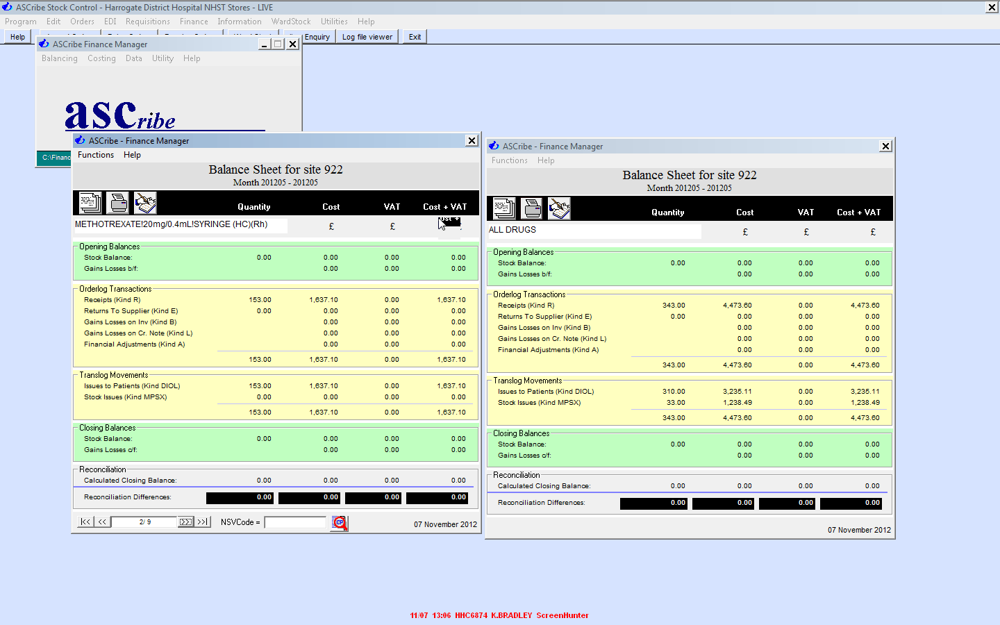 ASCribe Stock Control - Harrogate District Hospital NHST Stores - LIVE
Program Edit Orders EDI Requisitions Finance Information WardStock Utilities Help
Help Enquiry Log file viewer Exit
ASCribe Finance Manager
Balancing Costing Data Utility Help
ascribe
C:\Financ
ASCribe - Finance Manager
Functions Help
Balance Sheet for site 922
Month 201205 - 201205
Quantity Cost VAT Cost + VAT
METHOTREXATE!20mg/0.4mL!SYRINGE (HC)(Rh) £ £
Opening Balances
Stock Balance: 0.00 0.00 0.00 0.00
Gains Losses b/f: 0.00 0.00 0.00
Orderlog Transactions
Receipts (Kind R) 153.00 1,637.10 0.00 1,637.10
Returns To Supplier (Kind E) 0.00 0.00 0.00 0.00
Gains Losses on Inv (Kind B) 0.00 0.00 0.00
Gains Losses on Cr. Note (Kind L) 0.00 0.00 0.00
Financial Adjustments (Kind A) 0.00 0.00 0.00
153.00 1,637.10 0.00 1,637.10
Translog Movements
Issues to Patients (Kind DIOL) 153.00 1,637.10 0.00 1,637.10
Stock Issues (Kind MPSX) 0.00 0.00 0.00 0.00
153.00 1,637.10 0.00 1,637.10
Closing Balances
Stock Balance: 0.00 0.00 0.00 0.00
Gains Losses c/f: 0.00 0.00 0.00
Reconciliation
Calculated Closing Balance: 0.00 0.00 0.00 0.00
Reconciliation Differences: 0.00 0.00 0.00 0.00
|<< << 2/ 9 >>> >>| NSVCode = CP
07 November 2012
ASCribe - Finance Manager
Functions Help
Balance Sheet for site 922
Month 201205 - 201205
Quantity Cost VAT Cost + VAT
ALL DRUGS £ £ £
Opening Balances
Stock Balance: 0.00 0.00 0.00 0.00
Gains Losses b/f: 0.00 0.00 0.00
Orderlog Transactions
Receipts (Kind R) 343.00 4,473.60 0.00 4,473.60
Returns To Supplier (Kind E) 0.00 0.00 0.00 0.00
Gains Losses on Inv (Kind B) 0.00 0.00 0.00
Gains Losses on Cr. Note (Kind L) 0.00 0.00 0.00
Financial Adjustments (Kind A) 0.00 0.00 0.00
343.00 4,473.60 0.00 4,473.60
Translog Movements
Issues to Patients (Kind DIOL) 310.00 3,235.11 0.00 3,235.11
Stock Issues (Kind MPSX) 33.00 1,238.49 0.00 1,238.49
343.00 4,473.60 0.00 4,473.60
Closing Balances
Stock Balance: 0.00 0.00 0.00 0.00
Gains Losses c/f: 0.00 0.00 0.00
Reconciliation
Calculated Closing Balance: 0.00 0.00 0.00 0.00
Reconciliation Differences: 0.00 0.00 0.00 0.00
07 November 2012
11/07 13:06 HHC6874 K.BRADLEY ScreenHunter